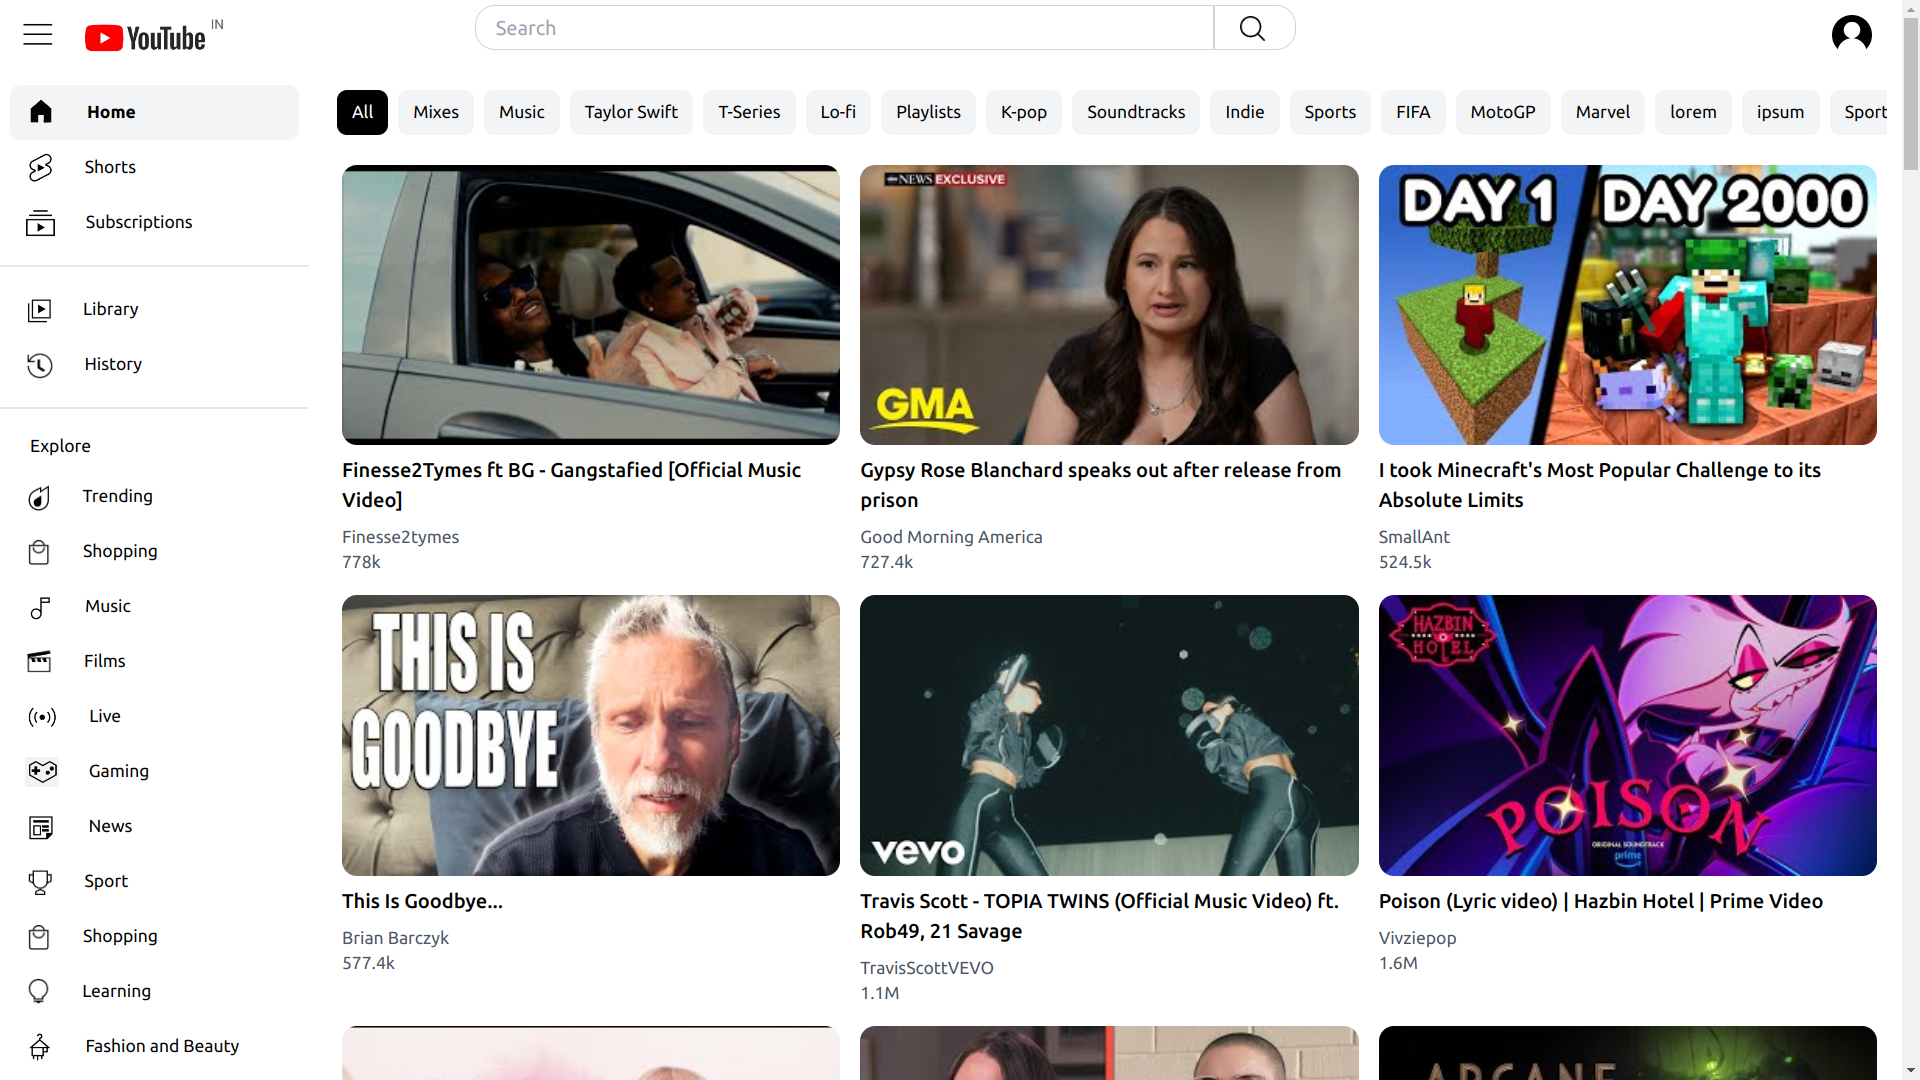 YouTube IN
Search
Home
Shorts
Subscriptions
Library
History
Explore
Trending
Shopping
Music
Films
Live
Gaming
News
Sport
Shopping
Learning
Fashion and Beauty
All Mixes Music Taylor Swift T-Series Lo-fi Playlists K-pop Soundtracks Indie Sports FIFA MotoGP Marvel lorem ipsum Sport
Finesse2Tymes ft BG - Gangstafied [Official Music
Video]
Finesse2tymes
778k
NEWS EXCLUSIVE
GMA
Gypsy Rose Blanchard speaks out after release from
prison
Good Morning America
727.4k
DAY 1 DAY 2000
I took Minecraft's Most Popular Challenge to its
Absolute Limits
SmallAnt
524.5k
THIS IS
GOODBYE
This Is Goodbye...
Brian Barczyk
577.4k
vevo
Travis Scott - TOPIA TWINS (Official Music Video) ft.
Rob49, 21 Savage
TravisScottVEVO
1.1M
HAZBIN
HOTEL
POISON
ORIGINAL SOUNDTRACK
prime
Poison (Lyric video) | Hazbin Hotel | Prime Video
Vivziepop
1.6M
ARCANE